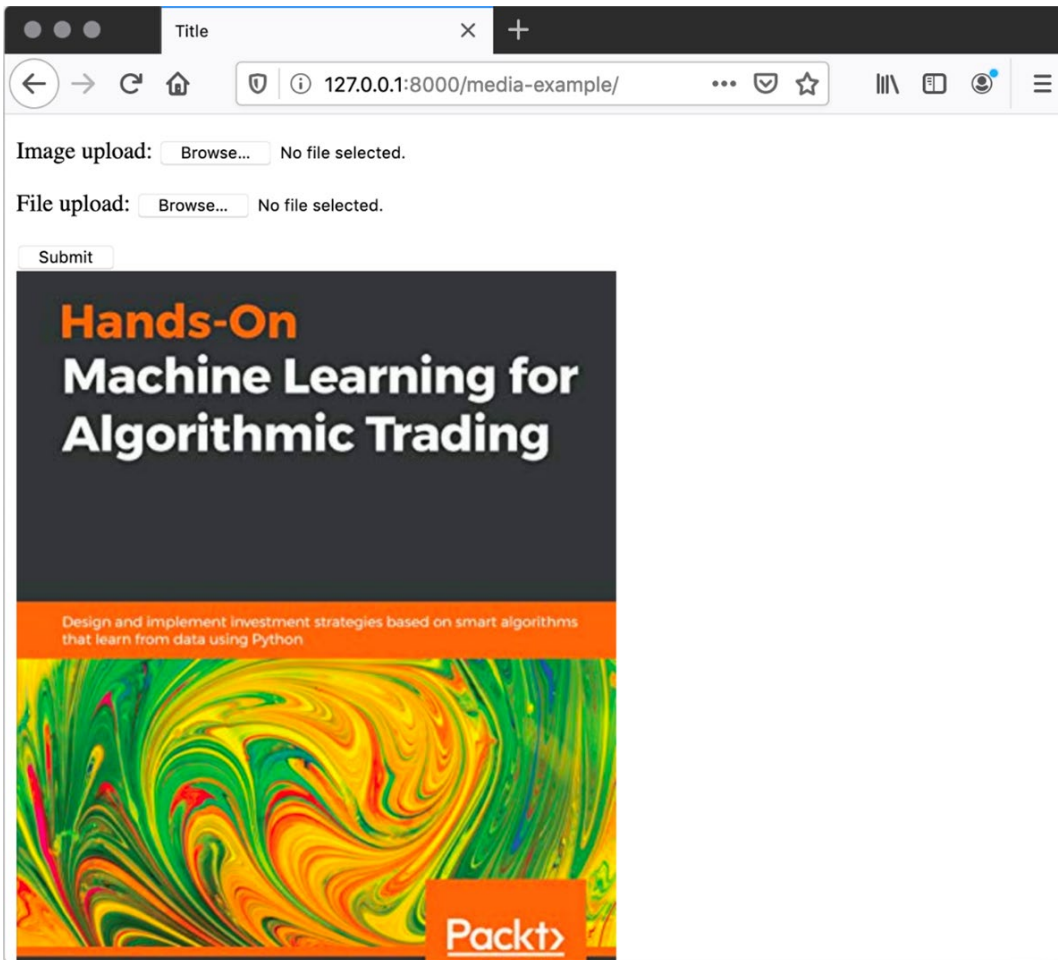 Title
127.0.0.1:8000/media-example/
Image upload: Browse... No file selected.
File upload: Browse... No file selected.
Submit
Hands-On
Machine Learning for
Algorithmic Trading
Design and implement investment strategies based on smart algorithms
that learn from data using Python
Packt>